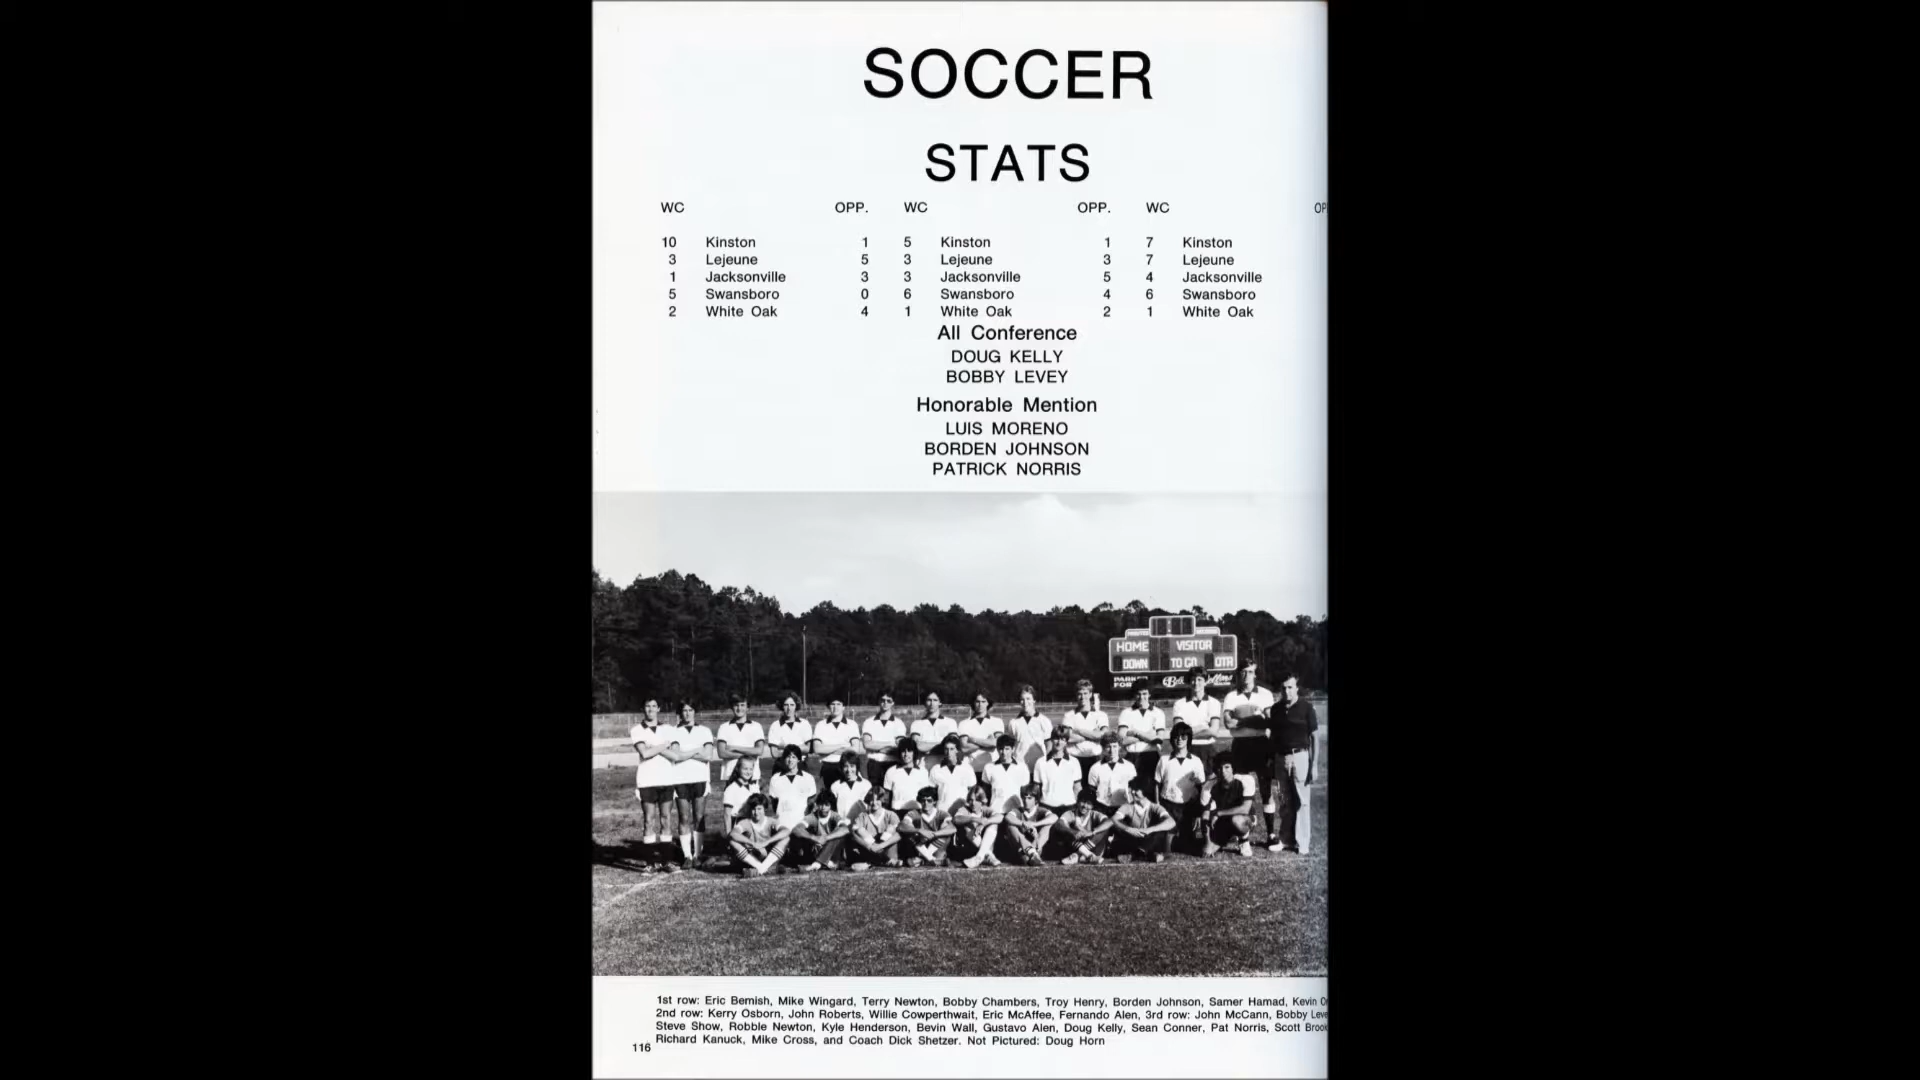 SOCCER
STATS
WC OPP. WC OPP. WC
10 Kinston 1 5 Kinston 1 7 Kinston
3 Lejeune 5 3 Lejeune 3 7 Lejeune
1 Jacksonville 3 3 Jacksonville 5 4 Jacksonville
5 Swansboro 0 6 Swansboro 4 6 Swansboro
2 White Oak 4 1 White Oak 2 1 White Oak
All Conference
DOUG KELLY
BOBBY LEVEY
Honorable Mention
LUIS MORENO
BORDEN JOHNSON
PATRICK NORRIS
HOME VISITOR
DOWN TO GO QTR
1st row: Eric Bemish, Mike Wingard, Terry Newton, Bobby Chambers, Troy Henry, Borden Johnson, Samer Hamad, Kevin
2nd row: Kerry Osborn, John Roberts, Willie Cowperthwait, Eric McAffee, Fernando Alen, 3rd row: John McCann, Bobby
Steve Show, Robble Newton, Kyle Henderson, Bevin Wall, Gustavo Alen, Doug Kelly, Sean Conner, Pat Norris, Scott
Richard Kanuck, Mike Cross, and Coach Dick Shetzer. Not Pictured: Doug Horn
116